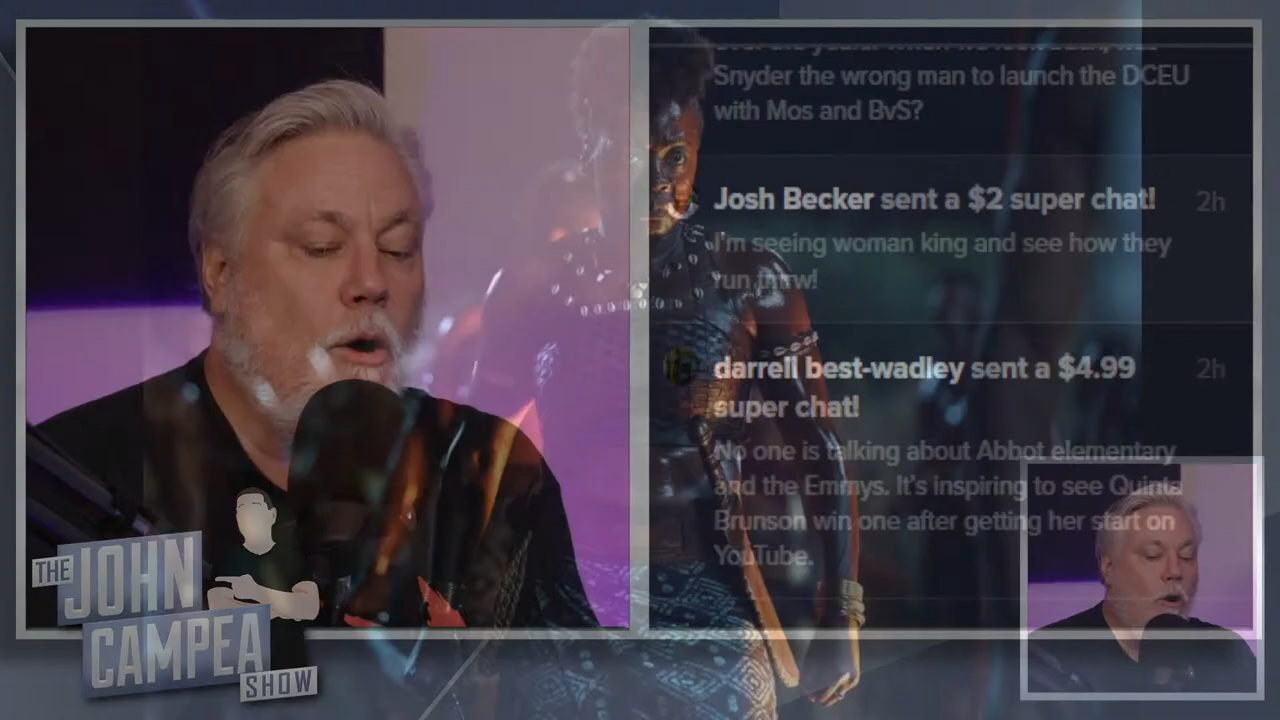 Snyder the wrong man to launch the DCEU
with Mos and BvS?
Josh Becker sent a $2 super chat!
2h
I'm seeing woman king and see how they
run
darrell best-wadley sent a $4.99
2h
super chat!
No one is talking about Abbot elementary
and the Emmys. It's inspiring to see Quinta
Brunson win one after getting her start on
YouTube.
THE JOHN
CAMPEA
SHOW